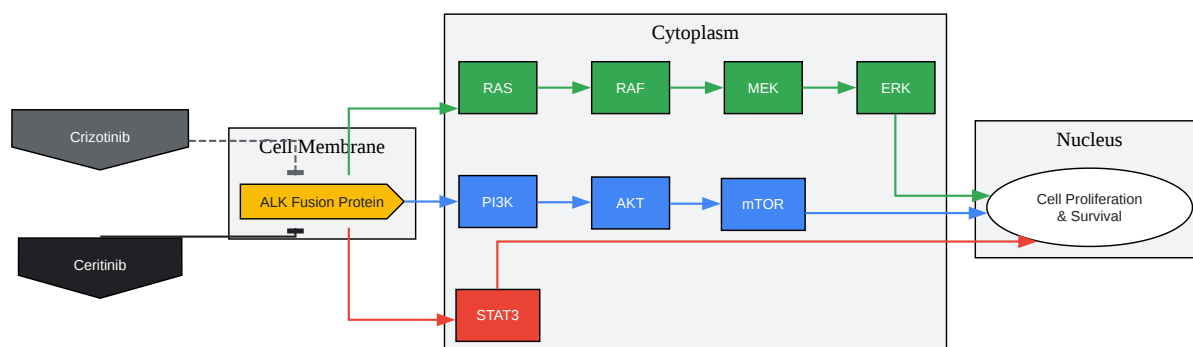 Cytoplasm
RAS
RAF
MEK
ERK
Crizotinib
Cell Membrane
Nucleus
ALK Fusion Protein
PI3K
AKT
mTOR
Cell Proliferation
& Survival
Ceritinib
STAT3